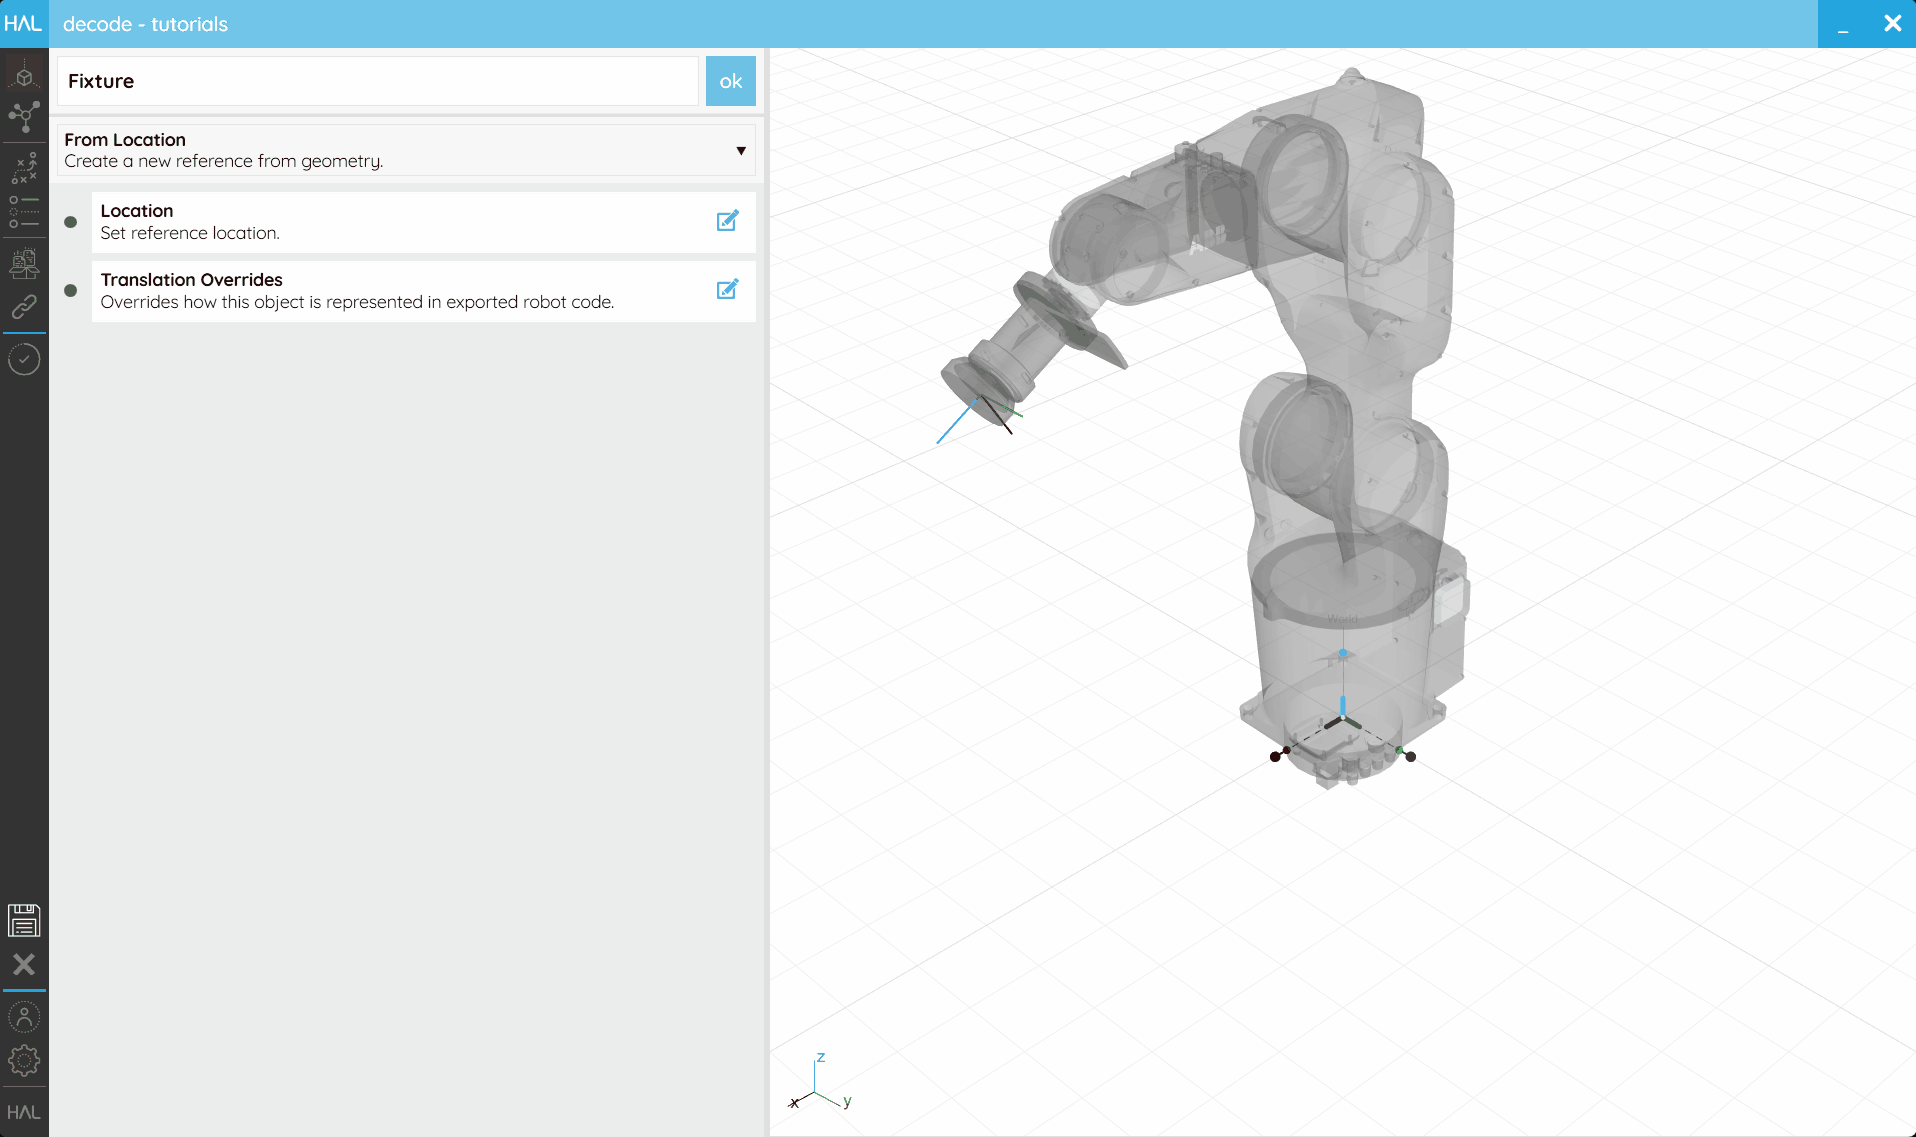 HAL
decode - tutorials
Fixture
ok
From Location
Create a new reference from geometry.
Location
Set reference location.
Translation Overrides
Overrides how this object is represented in exported robot code.
World
z
x
y
HAL